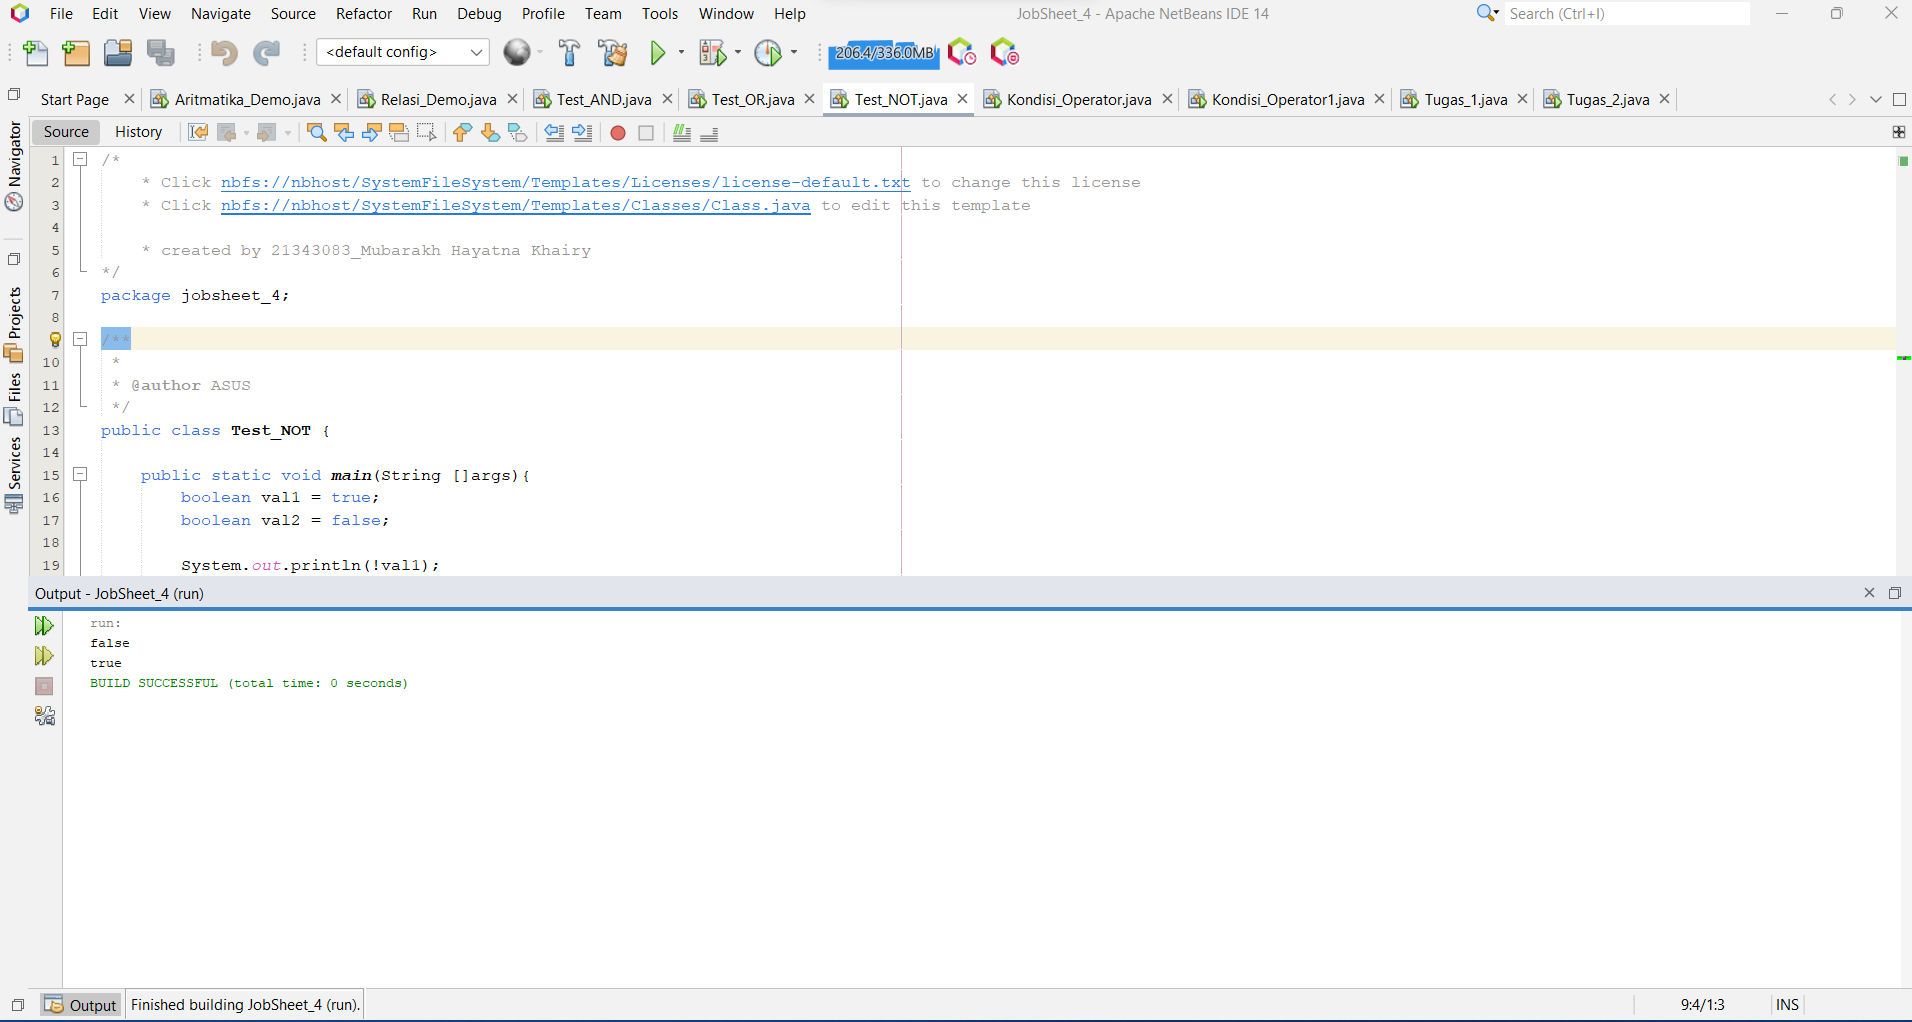 File Edit View Navigate Source Refactor Run Debug Profile Team Tools Window Help JobSheet_4 - Apache NetBeans IDE 14 Search (Ctrl+I)
<default config> 206.4/336.0MB
Start Page Aritmatika_Demo.java Relasi_Demo.java Test_AND.java Test_OR.java Test_NOT.java Kondisi_Operator.java Kondisi_Operator1.java Tugas_1.java Tugas_2.java
Source History
Navigator
Projects
Files
Services
1 /*
2 * Click nbfs://nbhost/SystemFileSystem/Templates/Licenses/license-default.txt to change this license
3 * Click nbfs://nbhost/SystemFileSystem/Templates/Classes/Class.java to edit this template
4
5 * created by 21343083_Mubarakh Hayatna Khairy
6 */
7 package jobsheet_4;
8
/**
10 *
11 * @author ASUS
12 */
13 public class Test_NOT {
14
15 public static void main(String []args){
16 boolean val1 = true;
17 boolean val2 = false;
18
19 System.out.println(!val1);
Output - JobSheet_4 (run)
run:
false
true
BUILD SUCCESSFUL (total time: 0 seconds)
Output Finished building JobSheet_4 (run). 9:4/1:3 INS